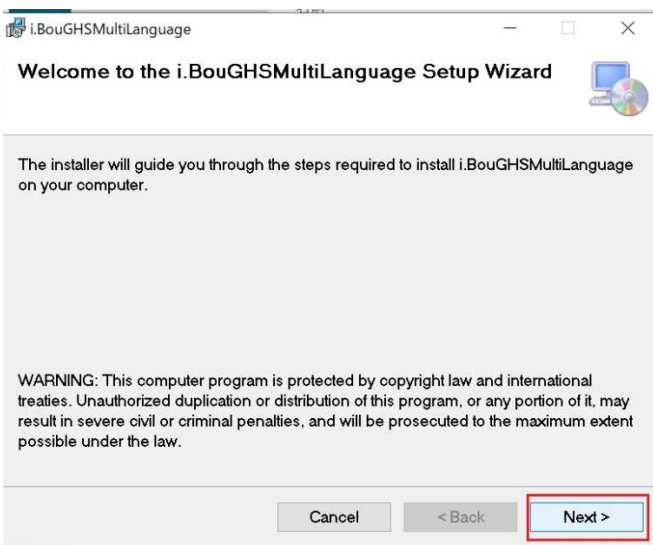 i.BouGHSMultiLanguage
Welcome to the i.BouGHSMultiLanguage Setup Wizard
The installer will guide you through the steps required to install i.BouGHSMultiLanguage
on your computer.
WARNING: This computer program is protected by copyright law and international
treaties. Unauthorized duplication or distribution of this program, or any portion of it, may
result in severe civil or criminal penalties, and will be prosecuted to the maximum extent
possible under the law.
Cancel < Back Next >